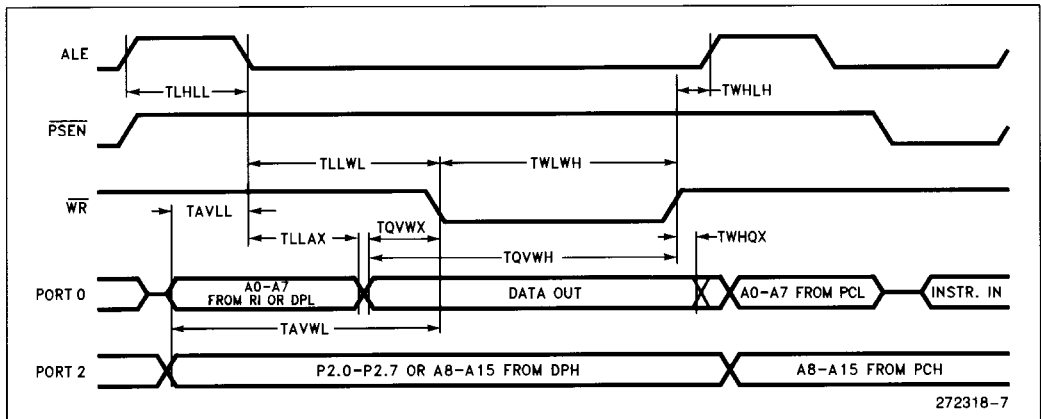 ALE
TLHLL
TWHLH
PSEN
TLLWL
TWLWH
WR
TAVLL
TQVWX
TLLAX
TWHQX
TQVWH
PORT 0
A0-A7
FROM RI OR DPL
DATA OUT
A0-A7 FROM PCL
INSTR. IN
TAVWL
PORT 2
P2.0-P2.7 OR A8-A15 FROM DPH
A8-A15 FROM PCH
272318-7